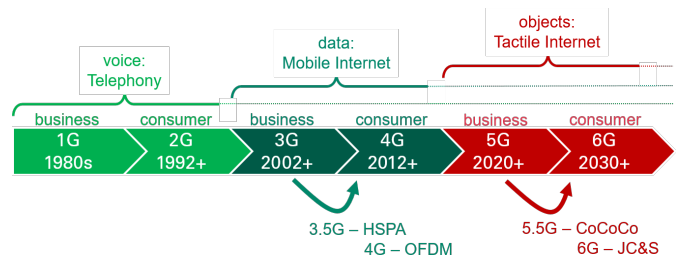 objects:
Tactile Internet
data:
Mobile Internet
voice:
Telephony
business
consumer
business
consumer
business
consumer
1G
1980s
2G
1992+
3G
2002+
4G
2012+
5G
2020+
6G
2030+
3.5G – HSPA
4G – OFDM
5.5G – CoCoCo
6G – JC&S